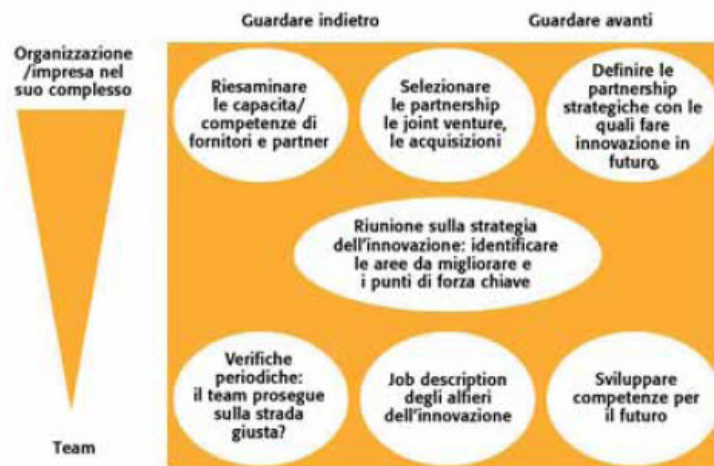 Guardare indietro
Guardare avanti
Organizzazione
/impresa nel
suo complesso
Riesaminare
le capacita/
competenze di
fornitori e partner
Selezionare
le partnership
le joint venture,
le acquisizioni
Definire le
partnership
strategiche con le
quali fare
innovazione in
futuro,
Riunione sulla strategia
dell'innovazione: identificare
le aree da migliorare e
i punti di forza chiave
Verifiche
periodiche:
il team prosegue
sulla strada
giusta?
Job description
degli alfieri
dell'innovazione
Sviluppare
competenze per
il futuro
Team